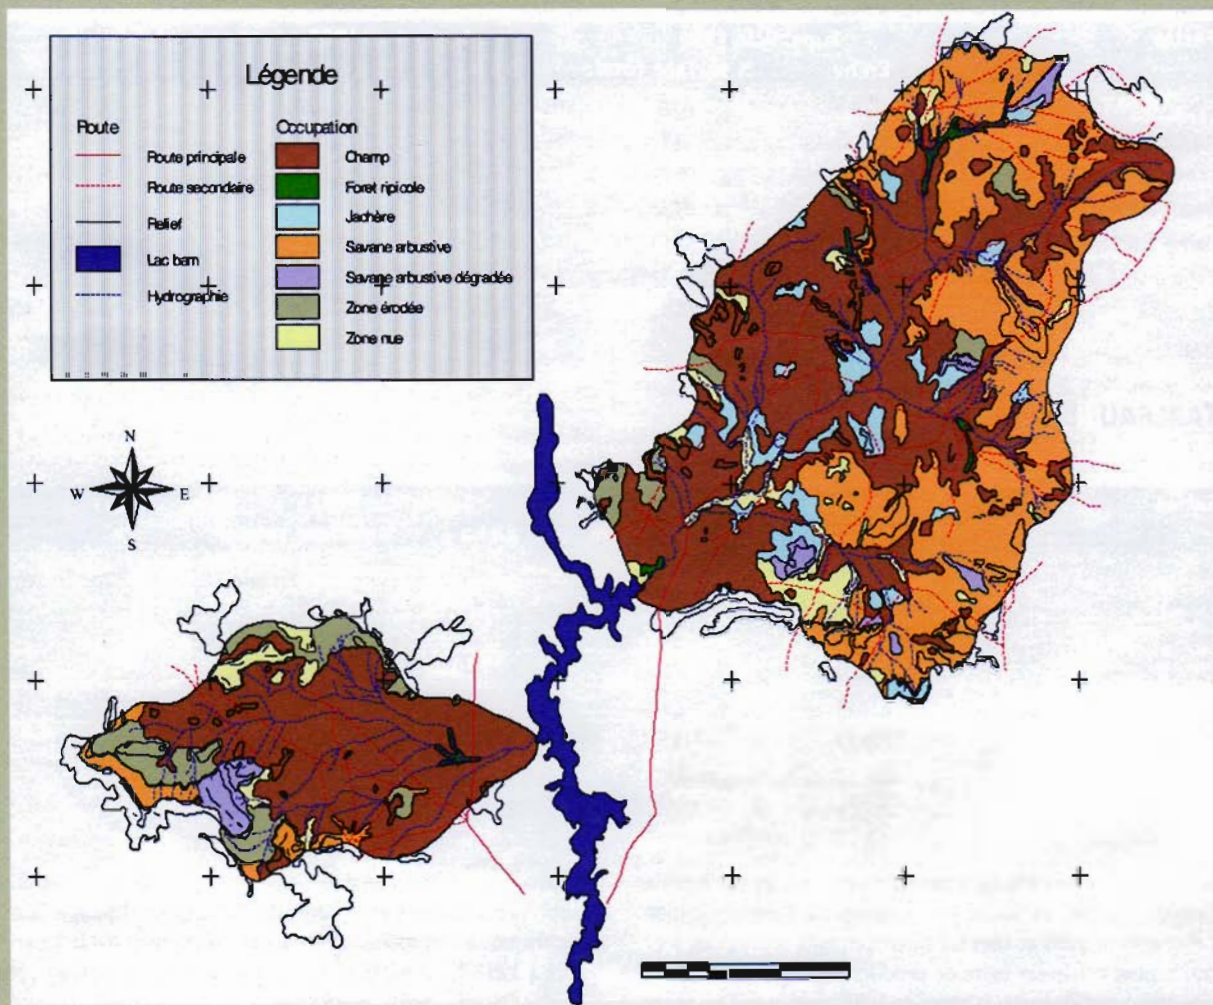 Légende
Route
Route principale
Route secondaire
Relief
Lac bam
Hydrographie
Occupation
Champ
Foret ripicole
Jachère
Savane arbustive
Savane arbustive dégradée
Zone érodée
Zone nue
N
W
E
S